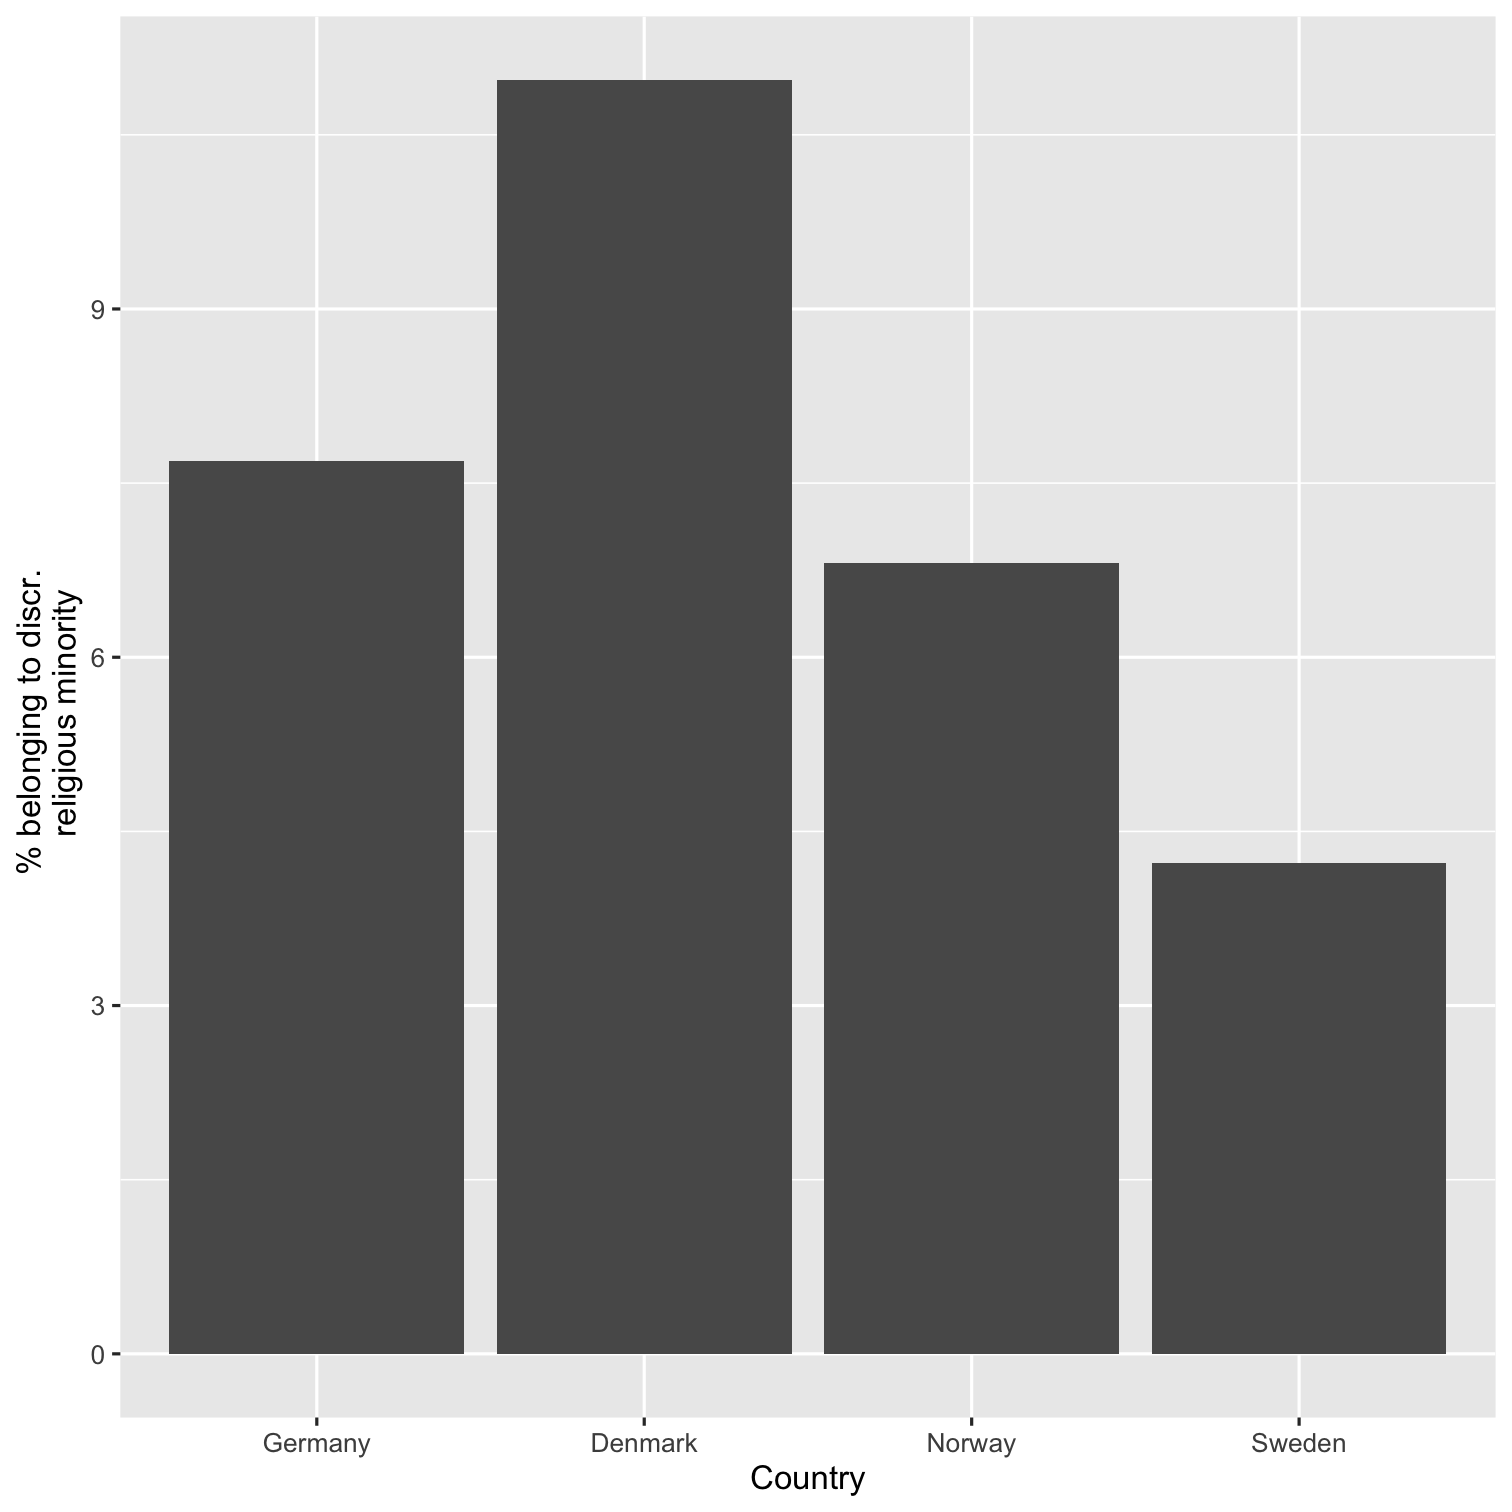 % belonging to discr.
religious minority
9
6
3
0
Germany
Denmark
Norway
Sweden
Country